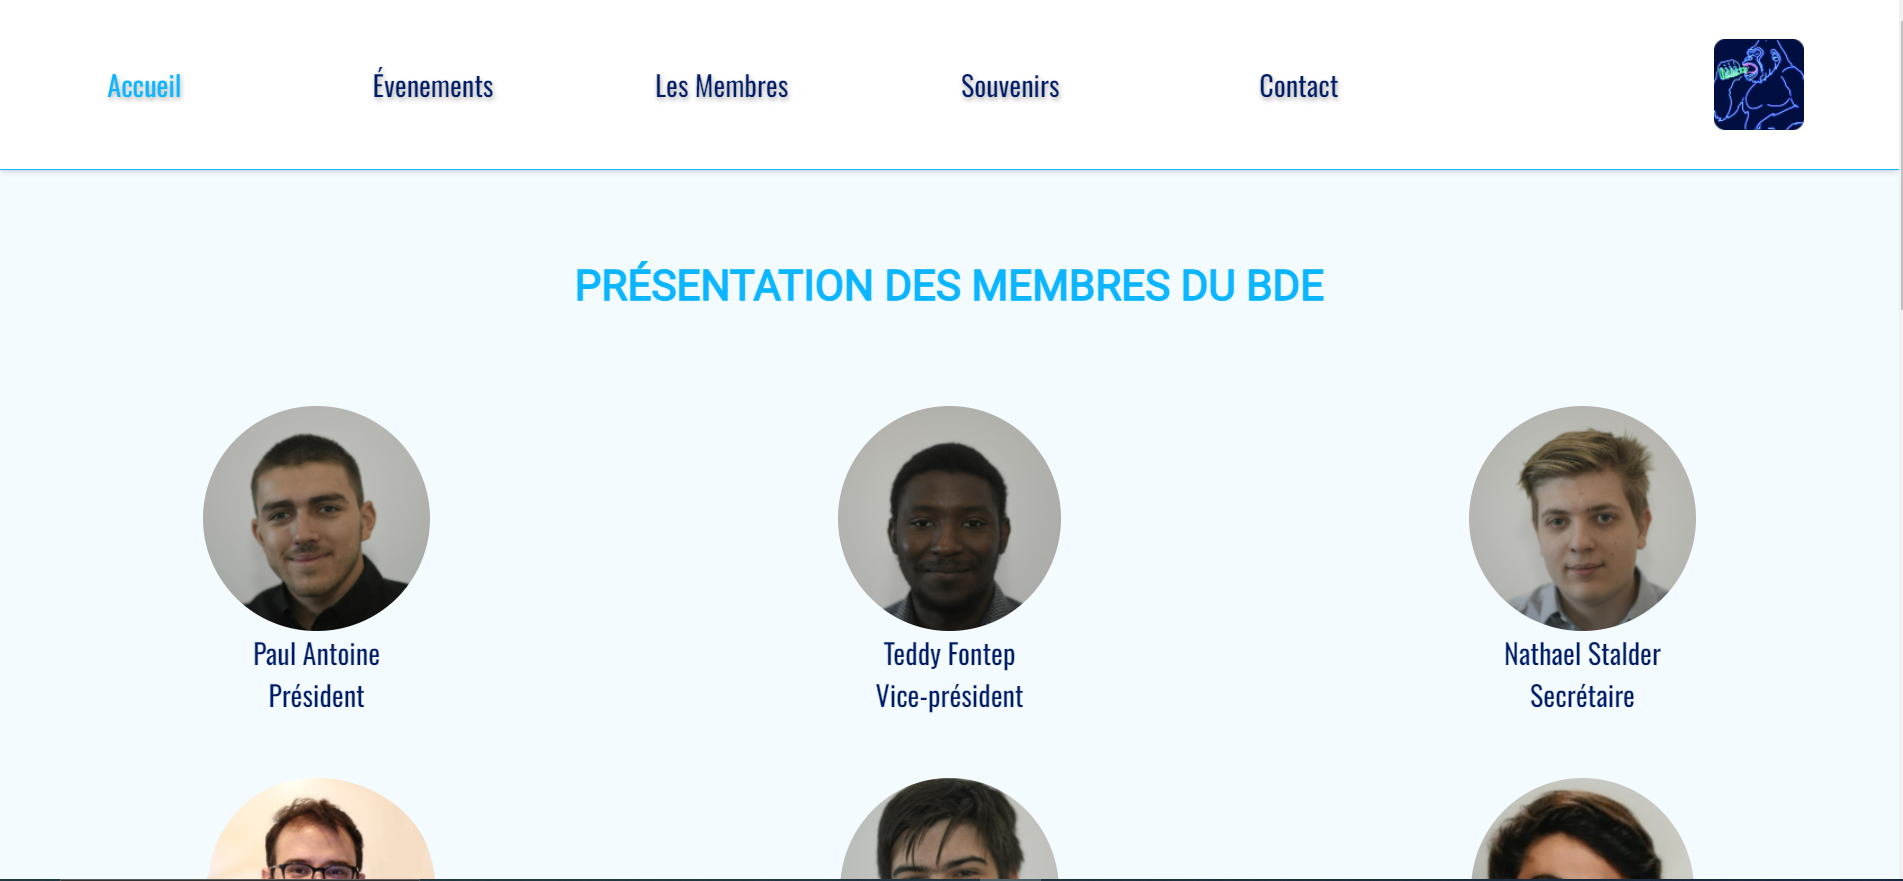 Accueil
Évenements
Les Membres
Souvenirs
Contact
PRÉSENTATION DES MEMBRES DU BDE
Paul Antoine
Président
Teddy Fontep
Vice-président
Nathael Stalder
Secrétaire